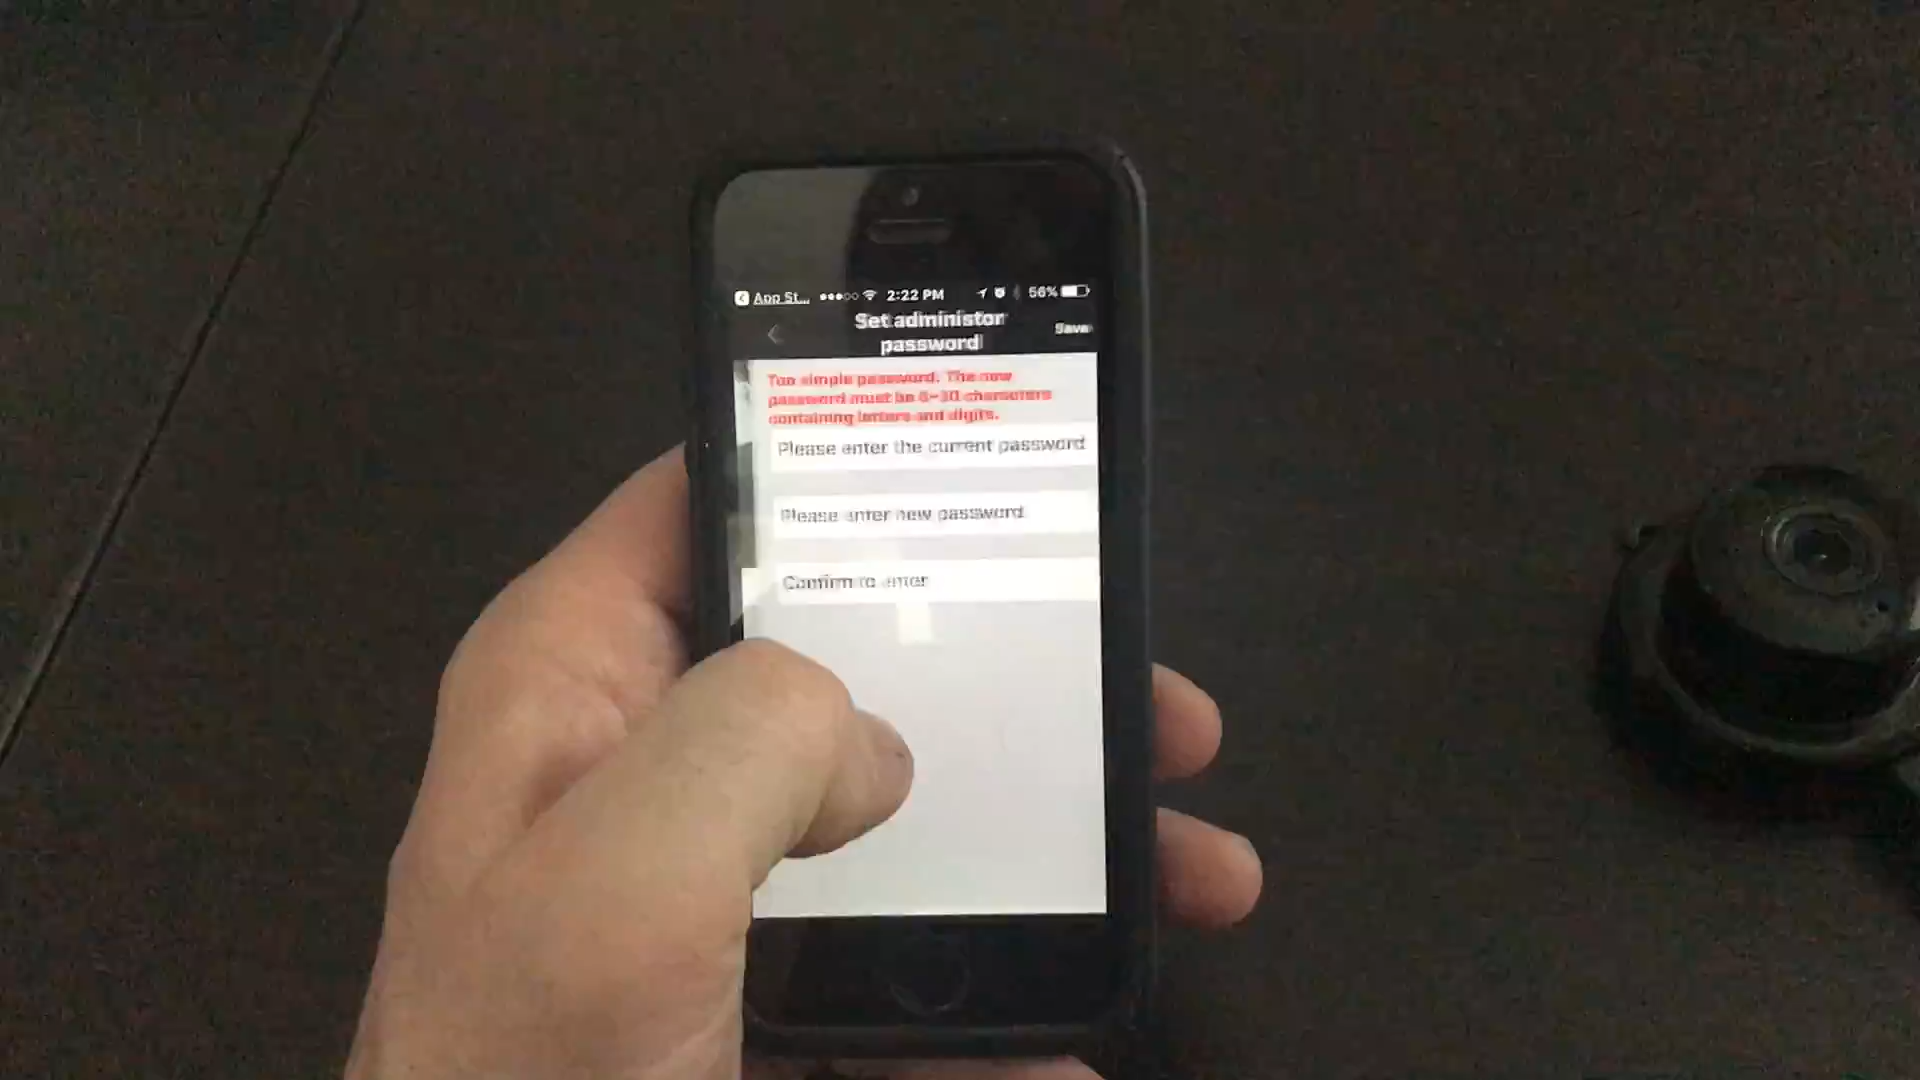 App St... 2:22 PM 56%
Set administor
password
Save
Too simple password. The new
password must be 6-30 characters
containing letters and digits.
Please enter the current password
Please enter new password
Confirm to enter